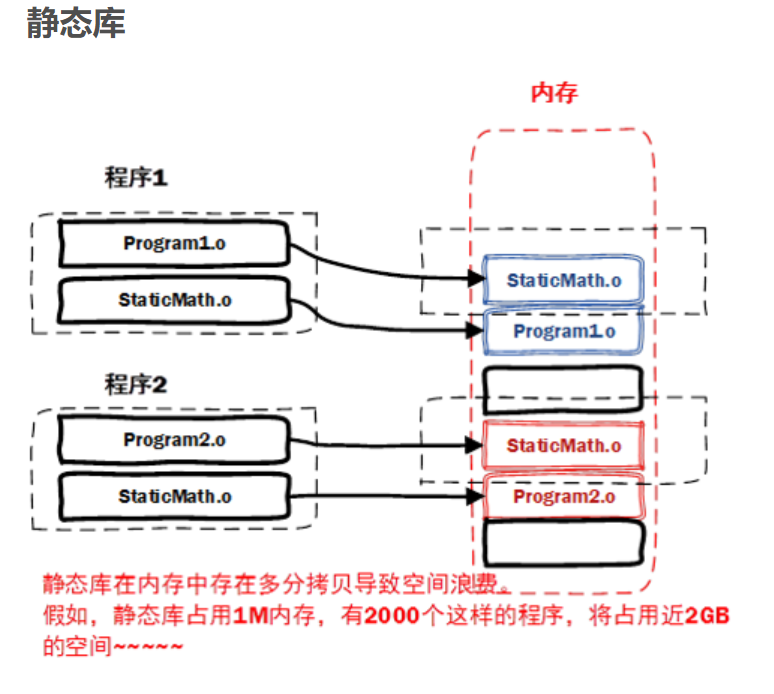 静态库
内存
程序1
Program1.o
StaticMath.o
StaticMath.o
Program1.o
程序2
Program2.o
StaticMath.o
StaticMath.o
Program2.o
静态库在内存中存在多分拷贝导致空间浪费。
假如，静态库占用1M内存，有2000个这样的程序，将占用近2GB
的空间~~~~~